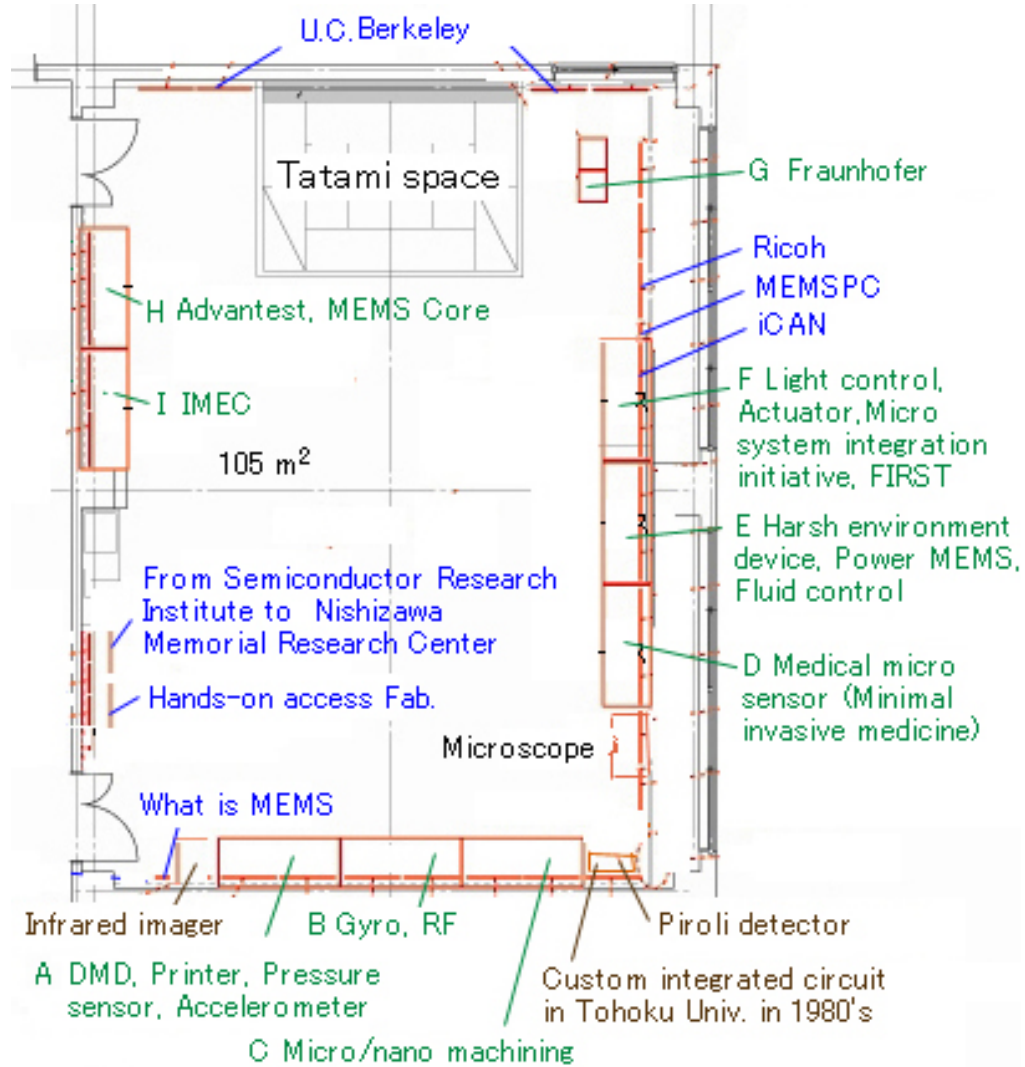 U.C.Berkeley
Tatami space
G Fraunhofer
Ricoh
MEMSPC
iCAN
H Advantest, MEMS Core
F Light control,
Actuator,Micro
system integration
initiative, FIRST
I IMEC
105 m²
E Harsh environment
device, Power MEMS,
Fluid control
From Semiconductor Research
Institute to Nishizawa
Memorial Research Center
D Medical micro
sensor (Minimal
invasive medicine)
Hands-on access Fab.
Microscope
What is MEMS
Infrared imager
B Gyro, RF
Piroli detector
A DMD, Printer, Pressure
sensor, Accelerometer
Custom integrated circuit
in Tohoku Univ. in 1980's
C Micro/nano machining